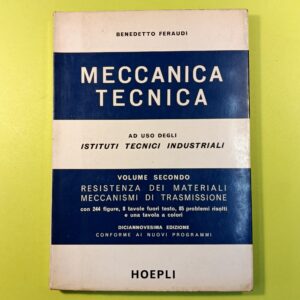 BENEDETTO FERAUDI
MECCANICA
TECNICA
AD USO DEGLI
ISTITUTI TECNICI INDUSTRIALI
VOLUME SECONDO
RESISTENZA DEI MATERIALI
MECCANISMI DI TRASMISSIONE
con 244 figure, 8 tavole fuori testo, 85 problemi risolti
e una tavola a colori
DICIANNOVESIMA EDIZIONE
CONFORME AI NUOVI PROGRAMMI
HOEPLI